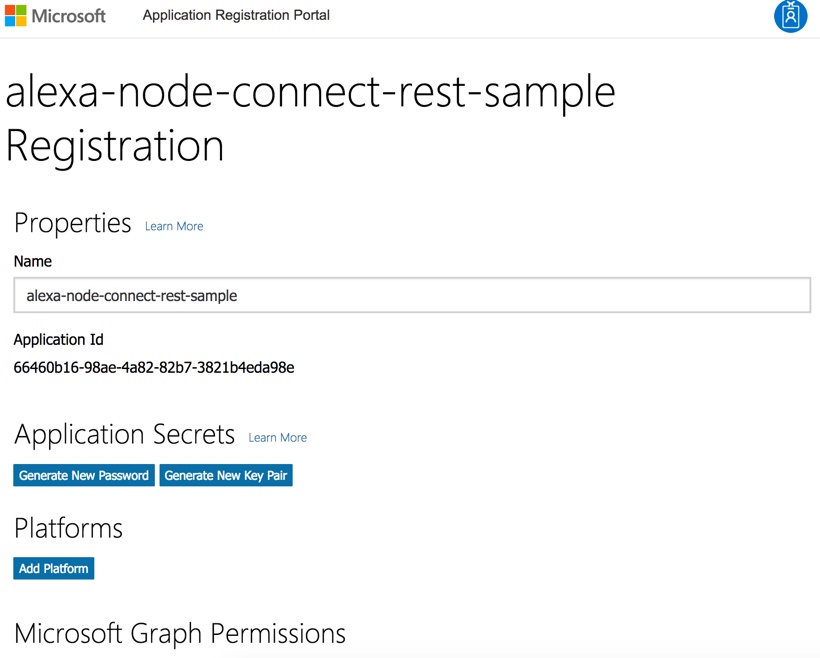 Microsoft Application Registration Portal
alexa-node-connect-rest-sample
Registration
Properties Learn More
Name
alexa-node-connect-rest-sample
Application Id
66460b16-98ae-4a82-82b7-3821b4eda98e
Application Secrets Learn More
Generate New Password Generate New Key Pair
Platforms
Add Platform
Microsoft Graph Permissions